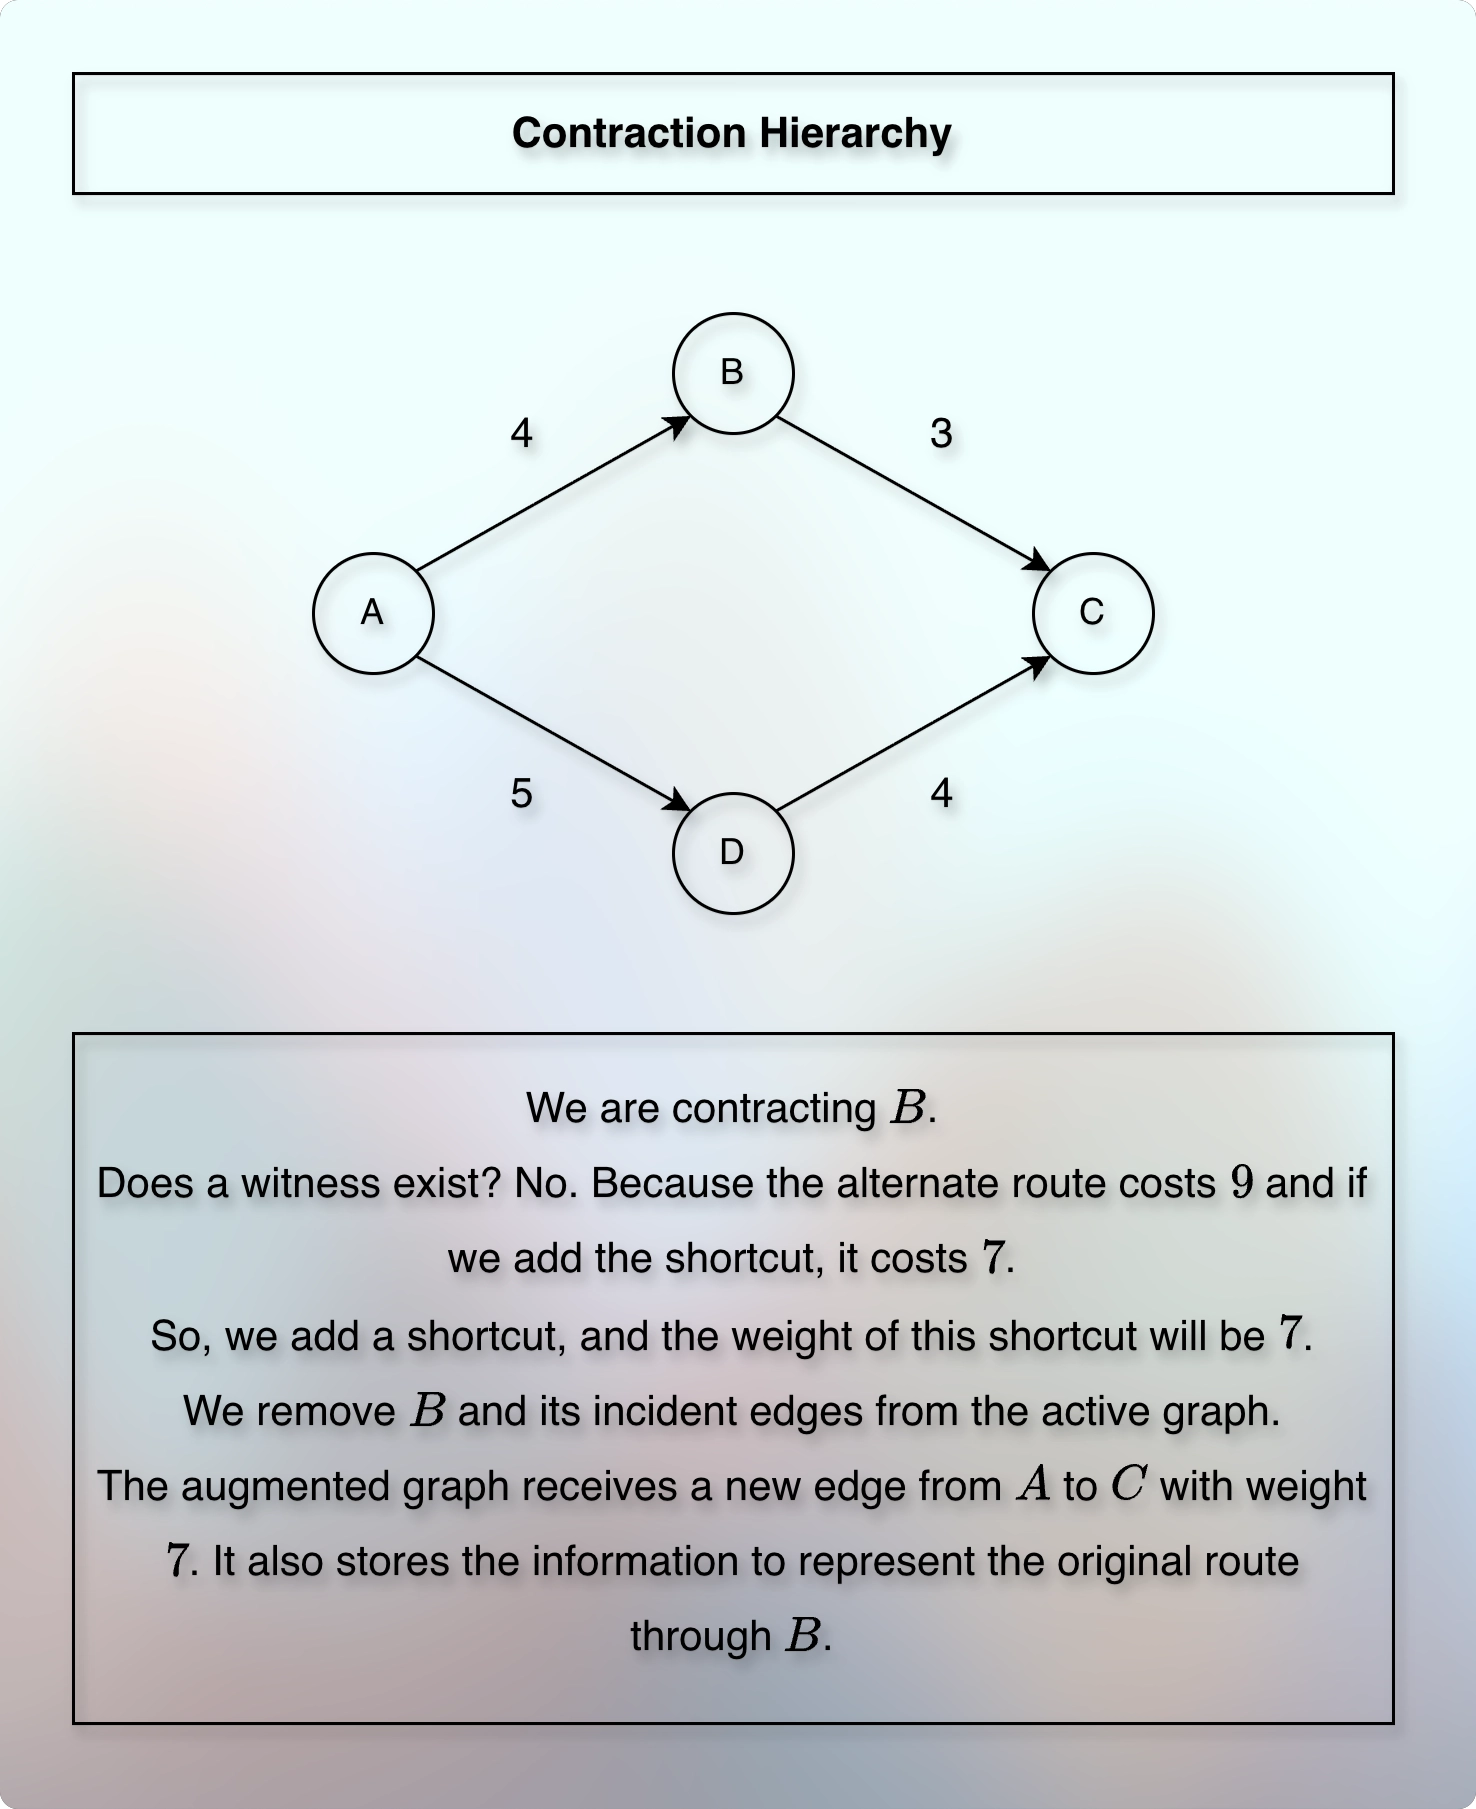 Contraction Hierarchy
B
4
3
A
C
5
4
D
We are contracting B.
Does a witness exist? No. Because the alternate route costs 9 and if
we add the shortcut, it costs 7.
So, we add a shortcut, and the weight of this shortcut will be 7.
We remove B and its incident edges from the active graph.
The augmented graph receives a new edge from A to C with weight
7. It also stores the information to represent the original route
through B.